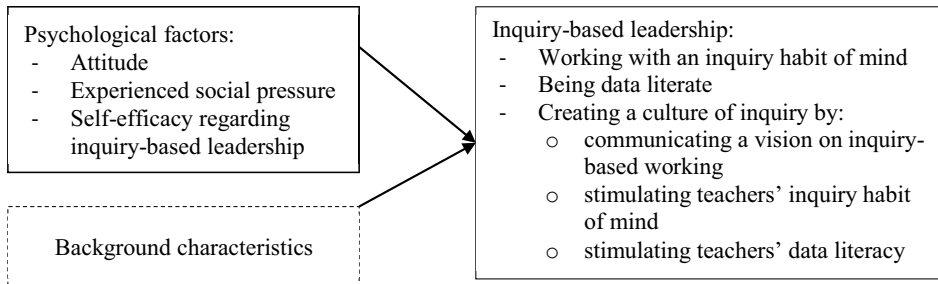 Psychological factors:
- Attitude
- Experienced social pressure
- Self-efficacy regarding
inquiry-based leadership
Background characteristics
Inquiry-based leadership:
- Working with an inquiry habit of mind
- Being data literate
- Creating a culture of inquiry by:
o communicating a vision on inquiry-
based working
o stimulating teachers’ inquiry habit
of mind
o stimulating teachers’ data literacy